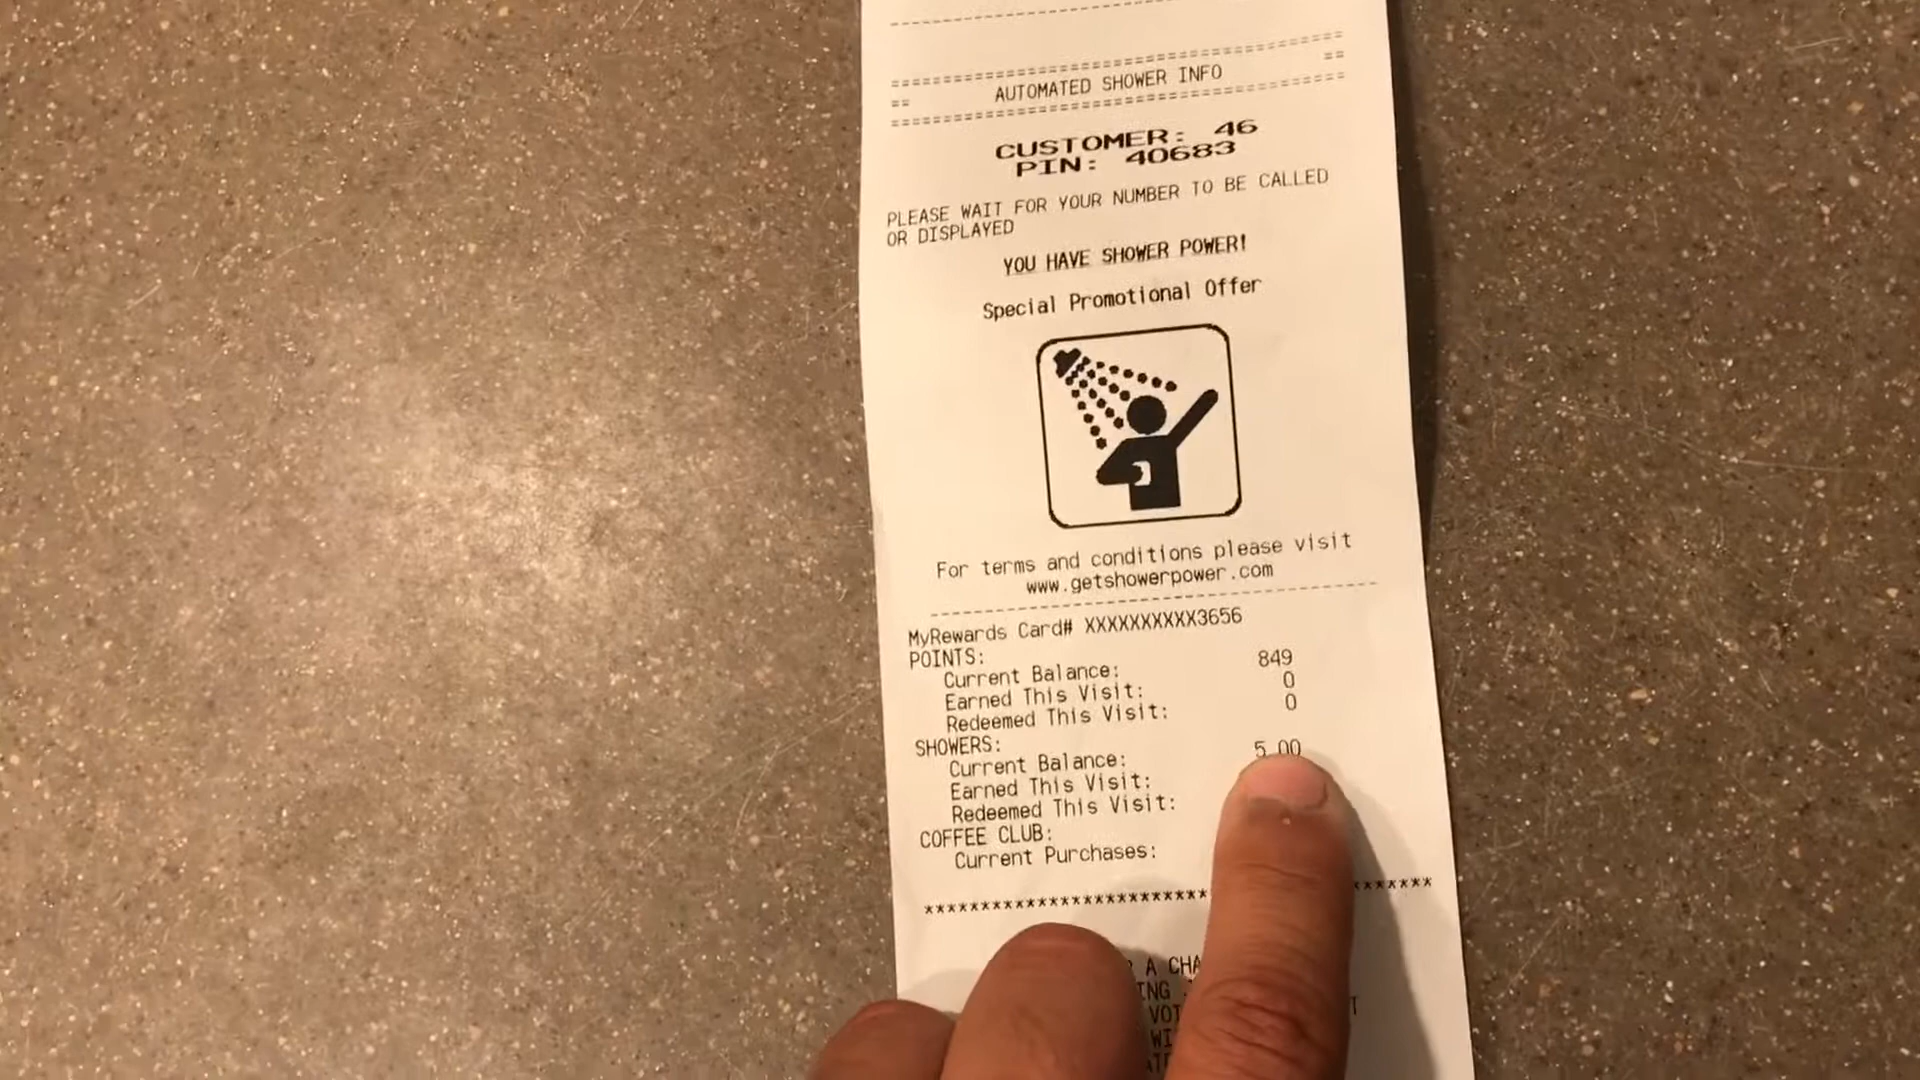 AUTOMATED SHOWER INFO
CUSTOMER: 46
PIN: 40683
PLEASE WAIT FOR YOUR NUMBER TO BE CALLED
OR DISPLAYED
YOU HAVE SHOWER POWER!
Special Promotional Offer
For terms and conditions please visit
www.getshowerpower.com
MyRewards Card# XXXXXXXXXX3656
POINTS:
Current Balance: 849
Earned This Visit: 0
Redeemed This Visit: 0
SHOWERS:
Current Balance: 5.00
Earned This Visit:
Redeemed This Visit:
COFFEE CLUB:
Current Purchases:
A